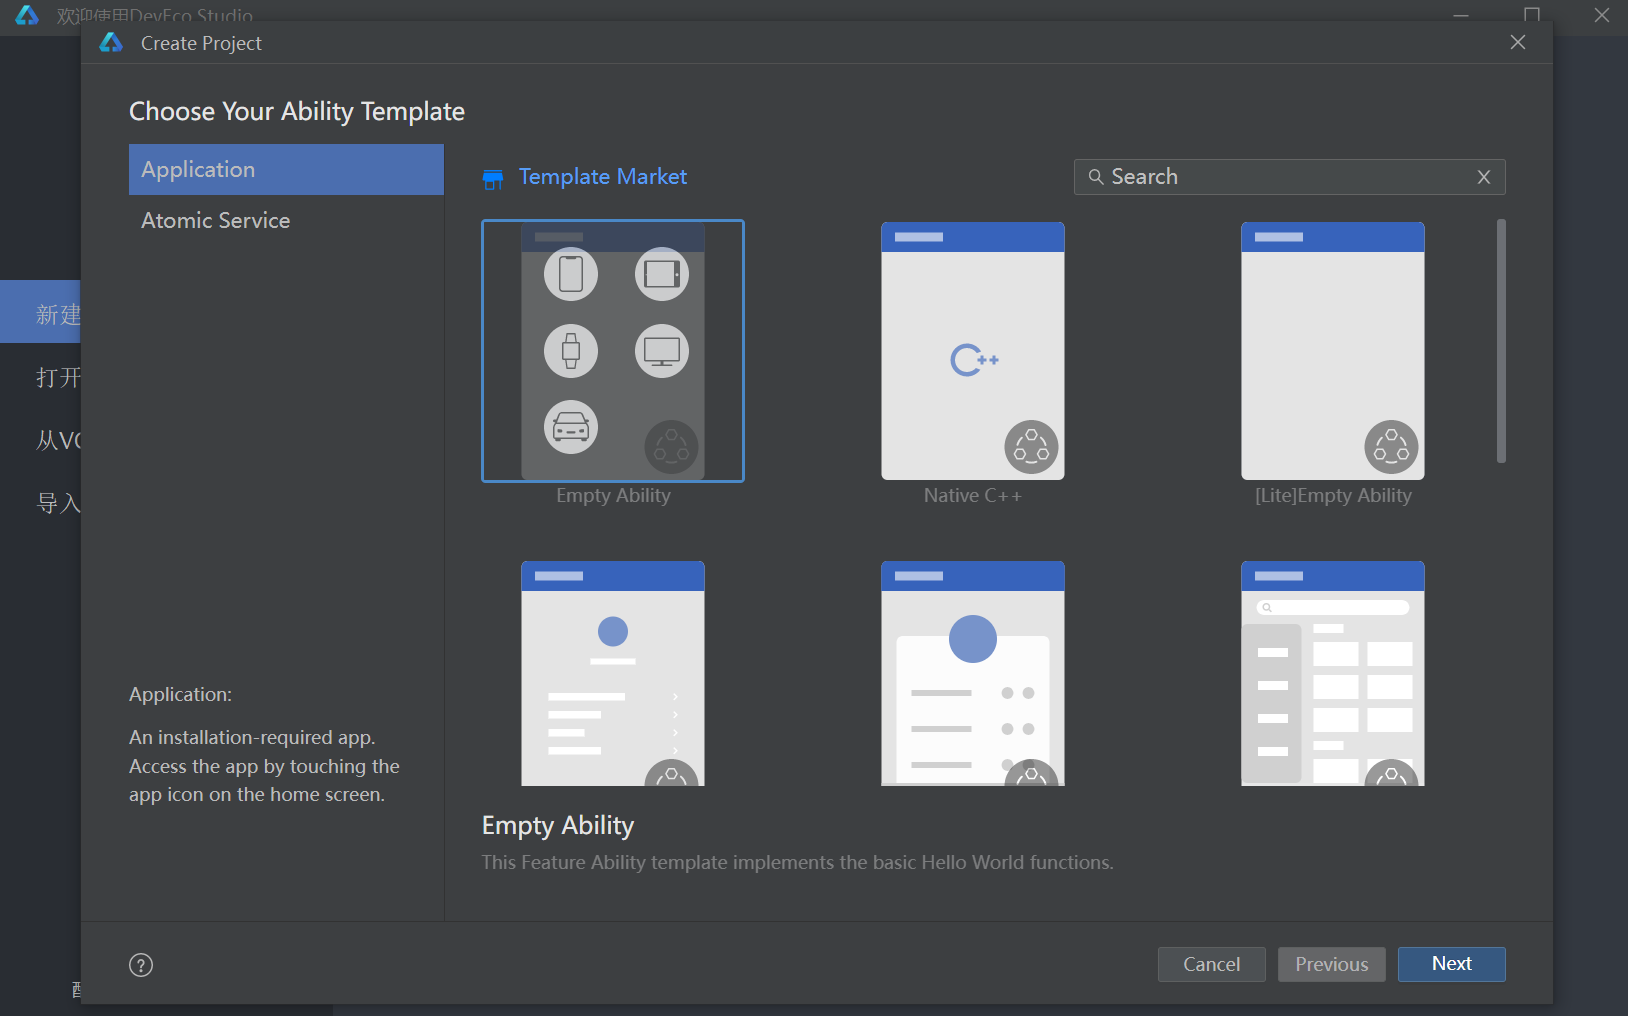 欢迎使用DevEco Studio
Create Project
Choose Your Ability Template
Application
Atomic Service
Template Market
Search
新建
打开
从VC
导入
C++
Empty Ability
Native C++
[Lite]Empty Ability
Application:
An installation-required app.
Access the app by touching the
app icon on the home screen.
Empty Ability
This Feature Ability template implements the basic Hello World functions.
?
Cancel
Previous
Next